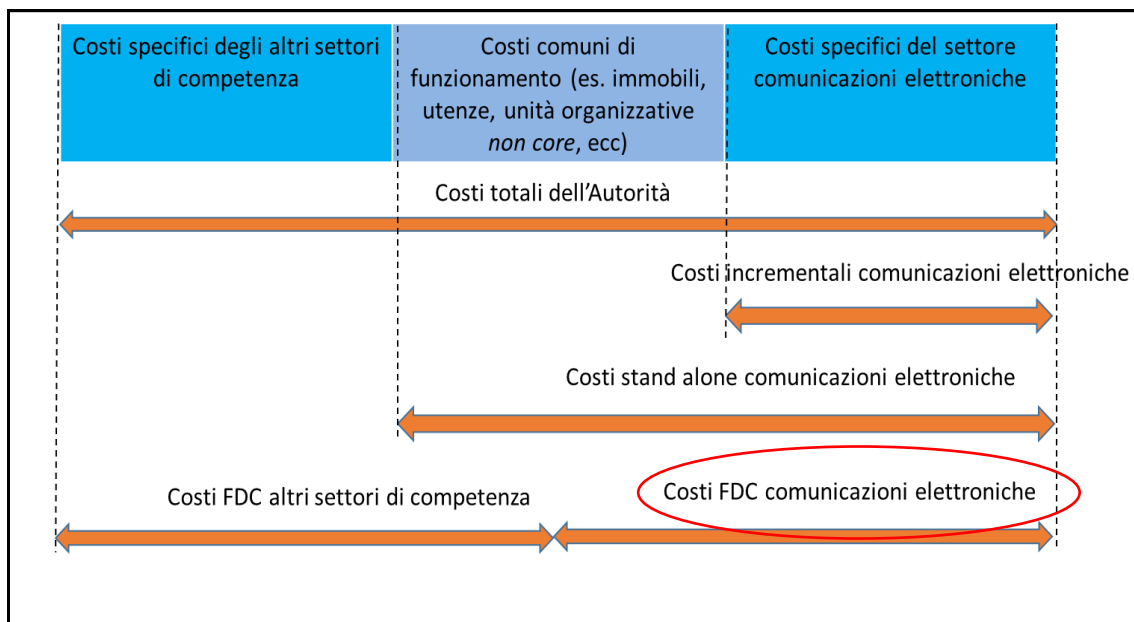 Costi specifici degli altri settori
di competenza
Costi comuni di
funzionamento (es. immobili,
utenze, unità organizzative
non core, ecc)
Costi specifici del settore
comunicazioni elettroniche
Costi totali dell'Autorità
Costi incrementali comunicazioni elettroniche
Costi stand alone comunicazioni elettroniche
Costi FDC altri settori di competenza
Costi FDC comunicazioni elettroniche